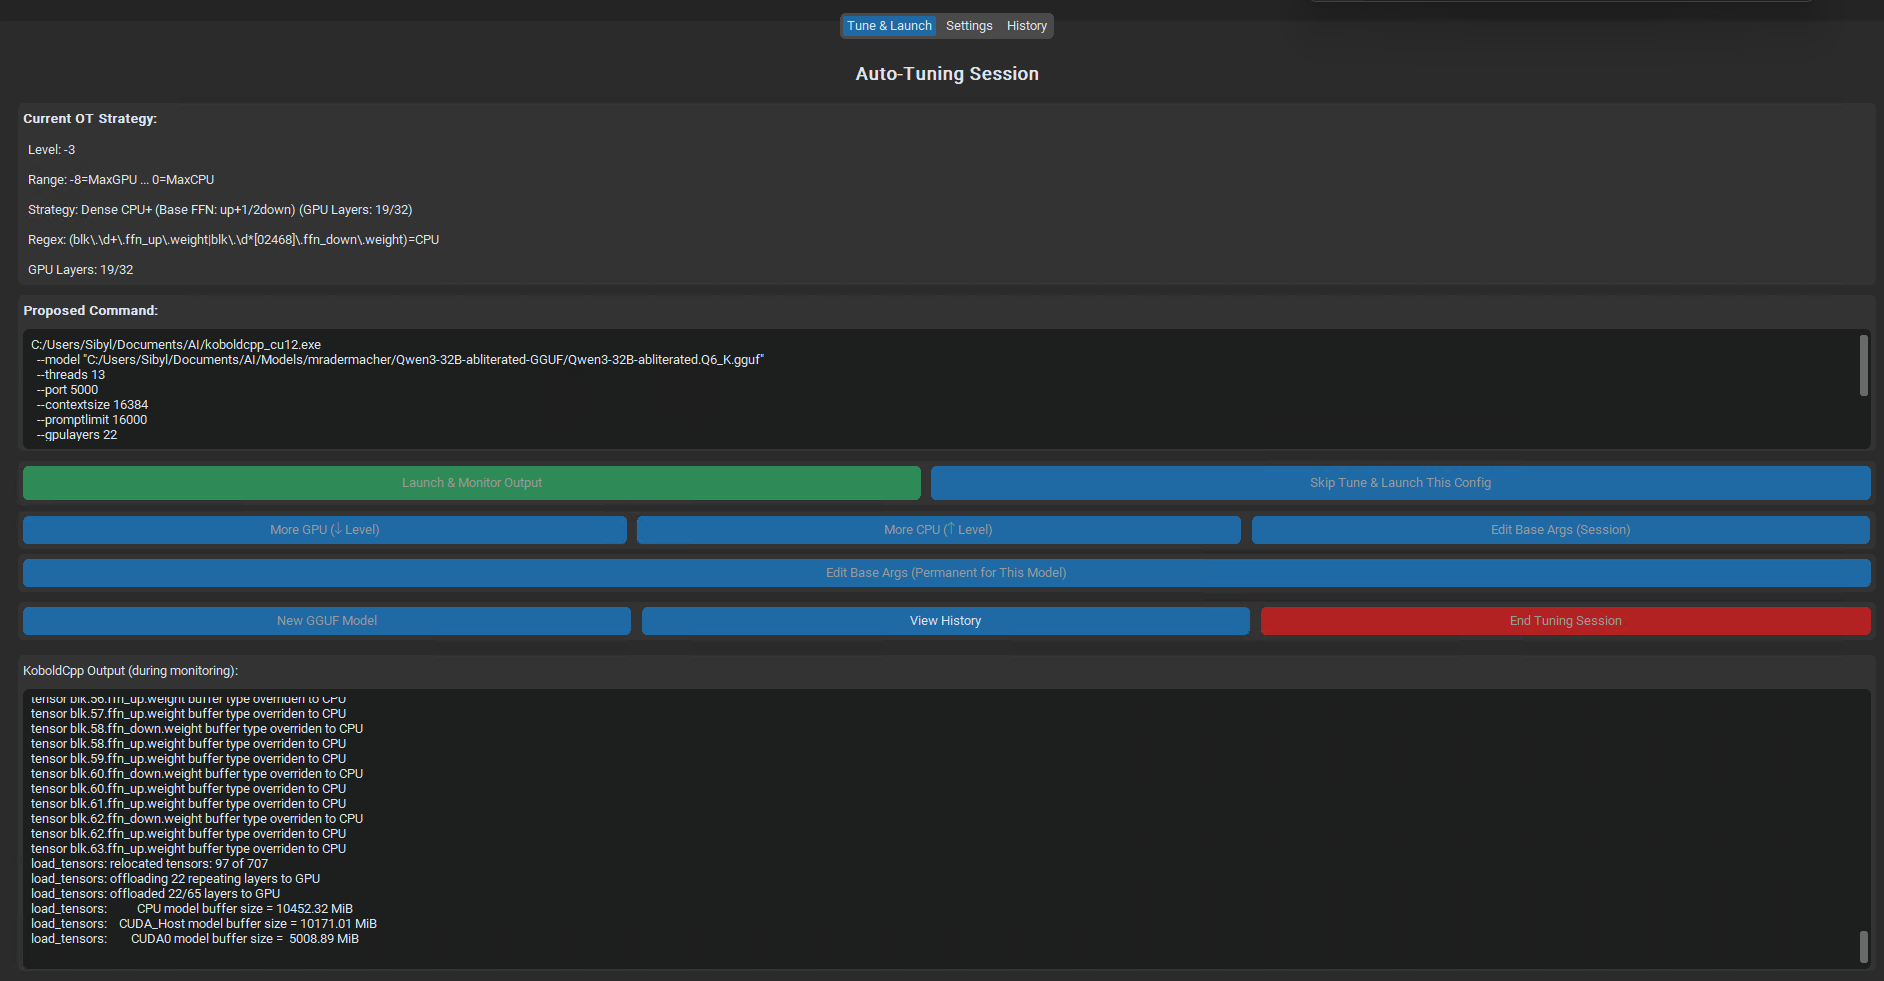 Tune & Launch Settings History
Auto-Tuning Session
Current OT Strategy:
Level: -3
Range: -8=MaxGPU ... 0=MaxCPU
Strategy: Dense CPU+ (Base FFN: up+1/2down) (GPU Layers: 19/32)
Regex: (blk\.\d+\.ffn_up\.weight|blk\.\d*[02468]\.ffn_down\.weight)=CPU
GPU Layers: 19/32
Proposed Command:
C:/Users/Sibyl/Documents/AI/koboldcpp_cu12.exe
--model "C:/Users/Sibyl/Documents/AI/Models/mradermacher/Qwen3-32B-abliterated-GGUF/Qwen3-32B-abliterated.Q6_K.gguf"
--threads 13
--port 5000
--contextsize 16384
--promptlimit 16000
--gpulayers 22
Launch & Monitor Output Skip Tune & Launch This Config
More GPU (↓ Level) More CPU (↑ Level) Edit Base Args (Session)
Edit Base Args (Permanent for This Model)
New GGUF Model View History End Tuning Session
KoboldCpp Output (during monitoring):
tensor blk.56.ffn_up.weight buffer type overriden to CPU
tensor blk.57.ffn_up.weight buffer type overriden to CPU
tensor blk.58.ffn_down.weight buffer type overriden to CPU
tensor blk.58.ffn_up.weight buffer type overriden to CPU
tensor blk.59.ffn_up.weight buffer type overriden to CPU
tensor blk.60.ffn_down.weight buffer type overriden to CPU
tensor blk.60.ffn_up.weight buffer type overriden to CPU
tensor blk.61.ffn_up.weight buffer type overriden to CPU
tensor blk.62.ffn_down.weight buffer type overriden to CPU
tensor blk.62.ffn_up.weight buffer type overriden to CPU
tensor blk.63.ffn_up.weight buffer type overriden to CPU
load_tensors: relocated tensors: 97 of 707
load_tensors: offloading 22 repeating layers to GPU
load_tensors: offloaded 22/65 layers to GPU
load_tensors: CPU model buffer size = 10452.32 MiB
load_tensors: CUDA_Host model buffer size = 10171.01 MiB
load_tensors: CUDA0 model buffer size = 5008.89 MiB